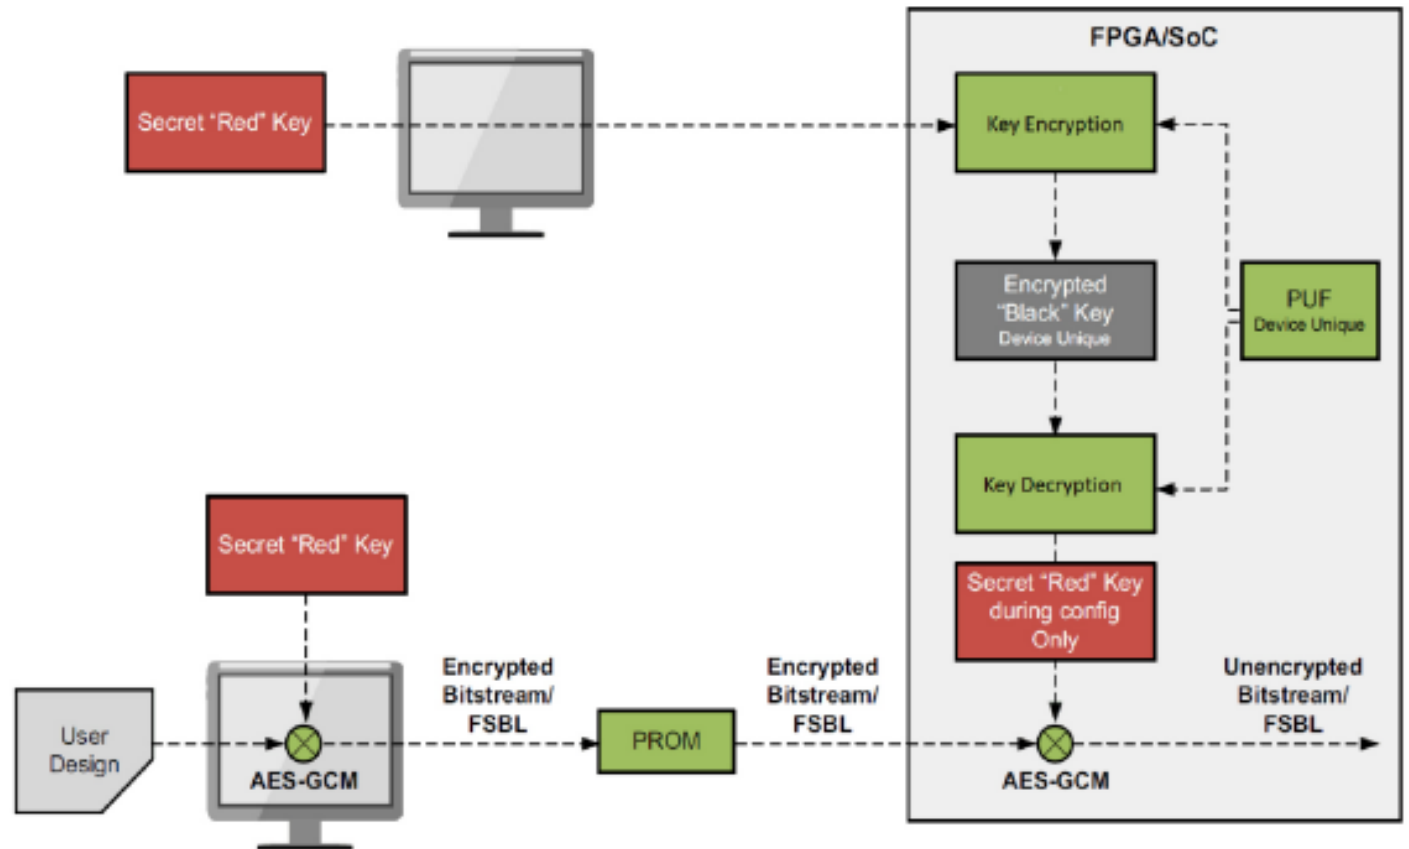 FPGA/SoC
Secret "Red" Key
Key Encryption
Encrypted
"Black" Key
Device Unique
PUF
Device Unique
Key Decryption
Secret "Red" Key
Secret "Red" Key
during config
Only
User
Design
AES-GCM
Encrypted
Bitstream/
FSBL
PROM
Encrypted
Bitstream/
FSBL
AES-GCM
Unencrypted
Bitstream/
FSBL